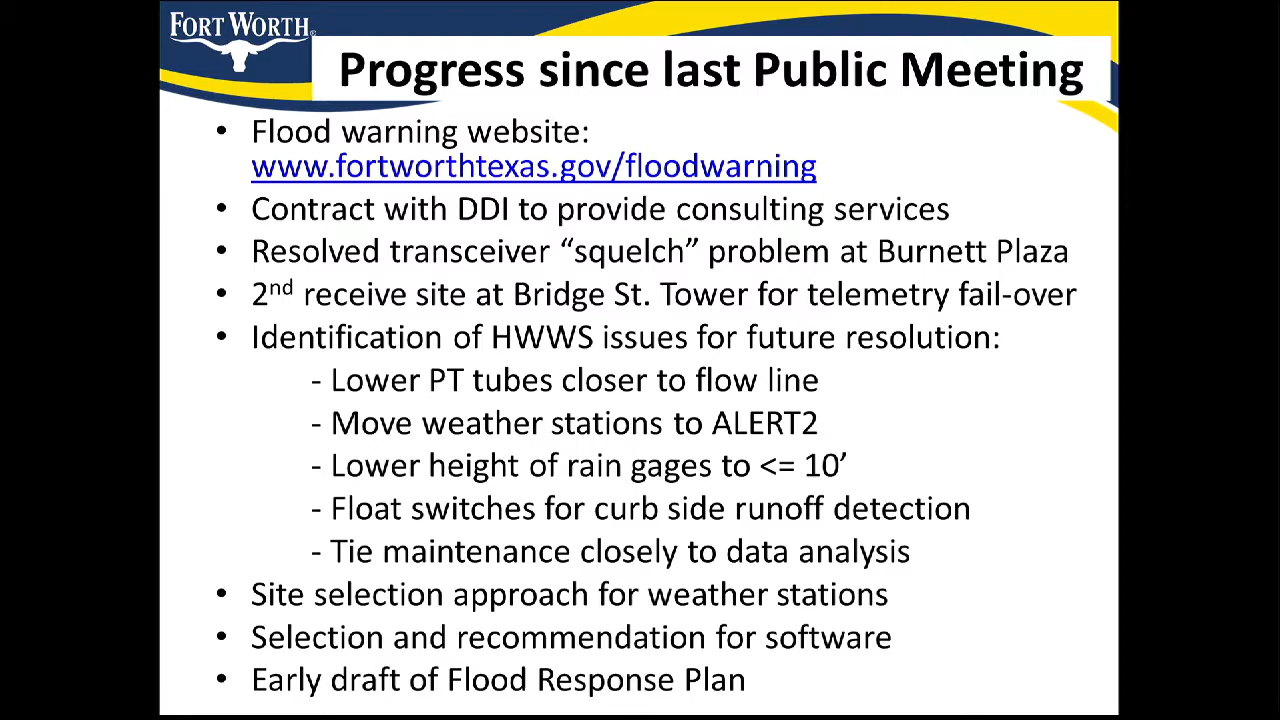 FORT WORTH®
Progress since last Public Meeting
• Flood warning website:
www.fortworthtexas.gov/floodwarning
• Contract with DDI to provide consulting services
• Resolved transceiver “squelch” problem at Burnett Plaza
• 2nd receive site at Bridge St. Tower for telemetry fail-over
• Identification of HWWS issues for future resolution:
- Lower PT tubes closer to flow line
- Move weather stations to ALERT2
- Lower height of rain gages to <= 10’
- Float switches for curb side runoff detection
- Tie maintenance closely to data analysis
• Site selection approach for weather stations
• Selection and recommendation for software
• Early draft of Flood Response Plan